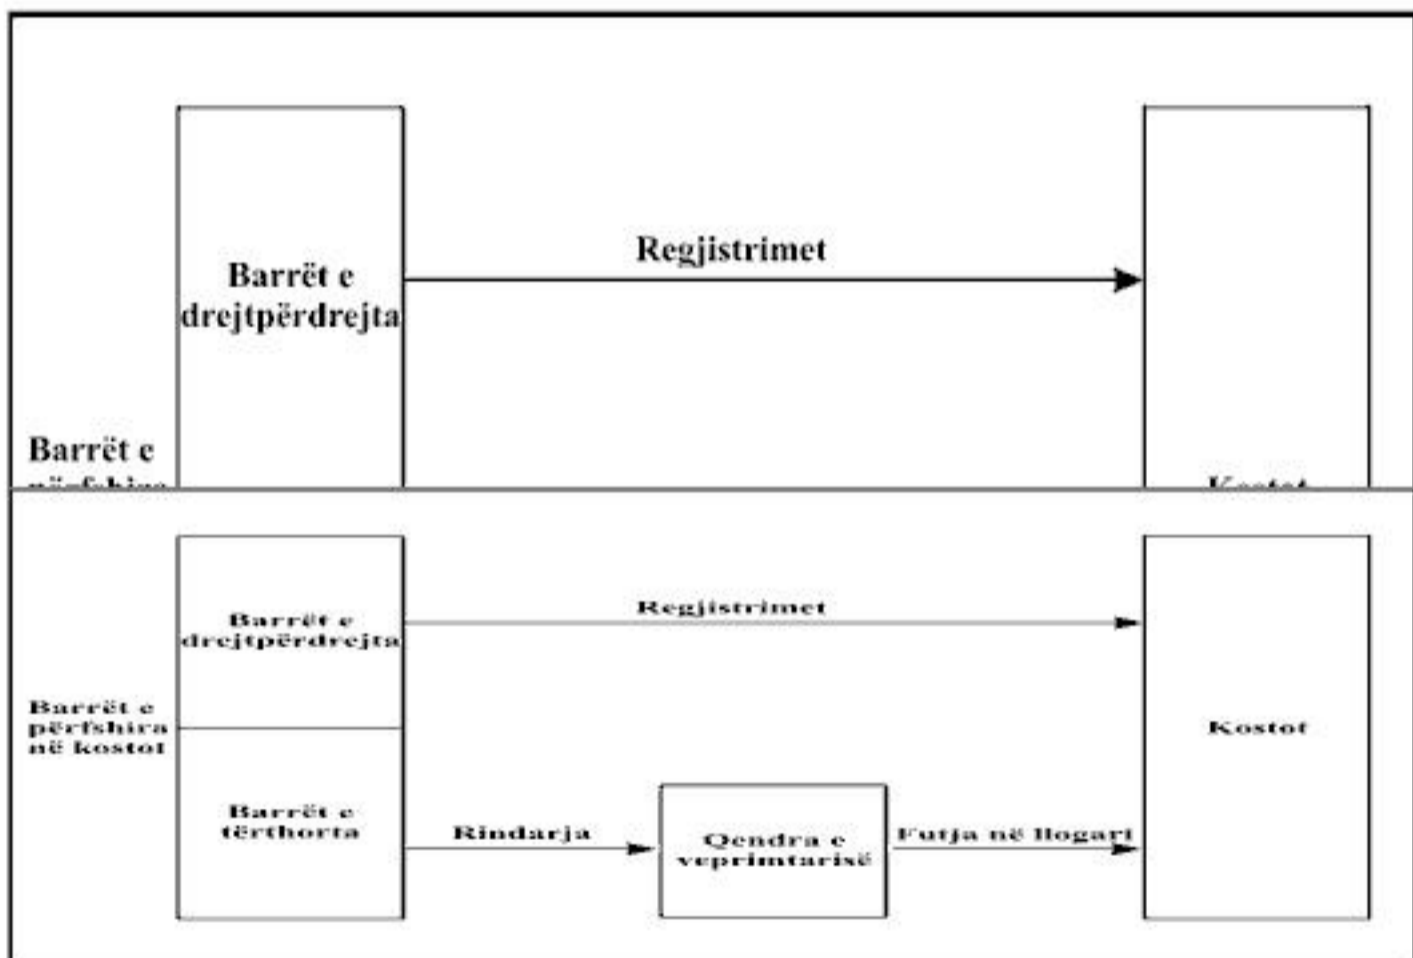 Barrët e
drejtpërdrejta
Regjistrimet
Barrët e
Barrët e
drejtpërdrejta
Regjistrimet
Barrët e
përfshira
në kostot
Kostot
Barrët e
tërthorta
Rindarja
Qendra e
veprimtarisë
Futja në llogari